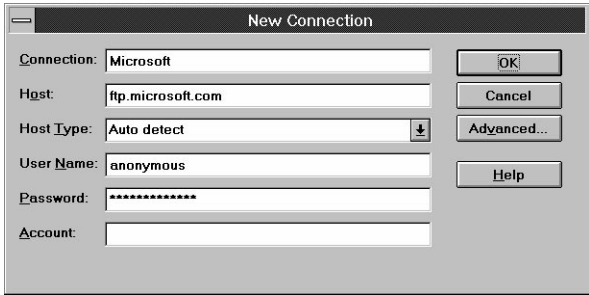 New Connection
Connection: Microsoft
OK
Host: ftp.microsoft.com
Cancel
Host Type: Auto detect
Advanced...
User Name: anonymous
Help
Password: *************
Account: